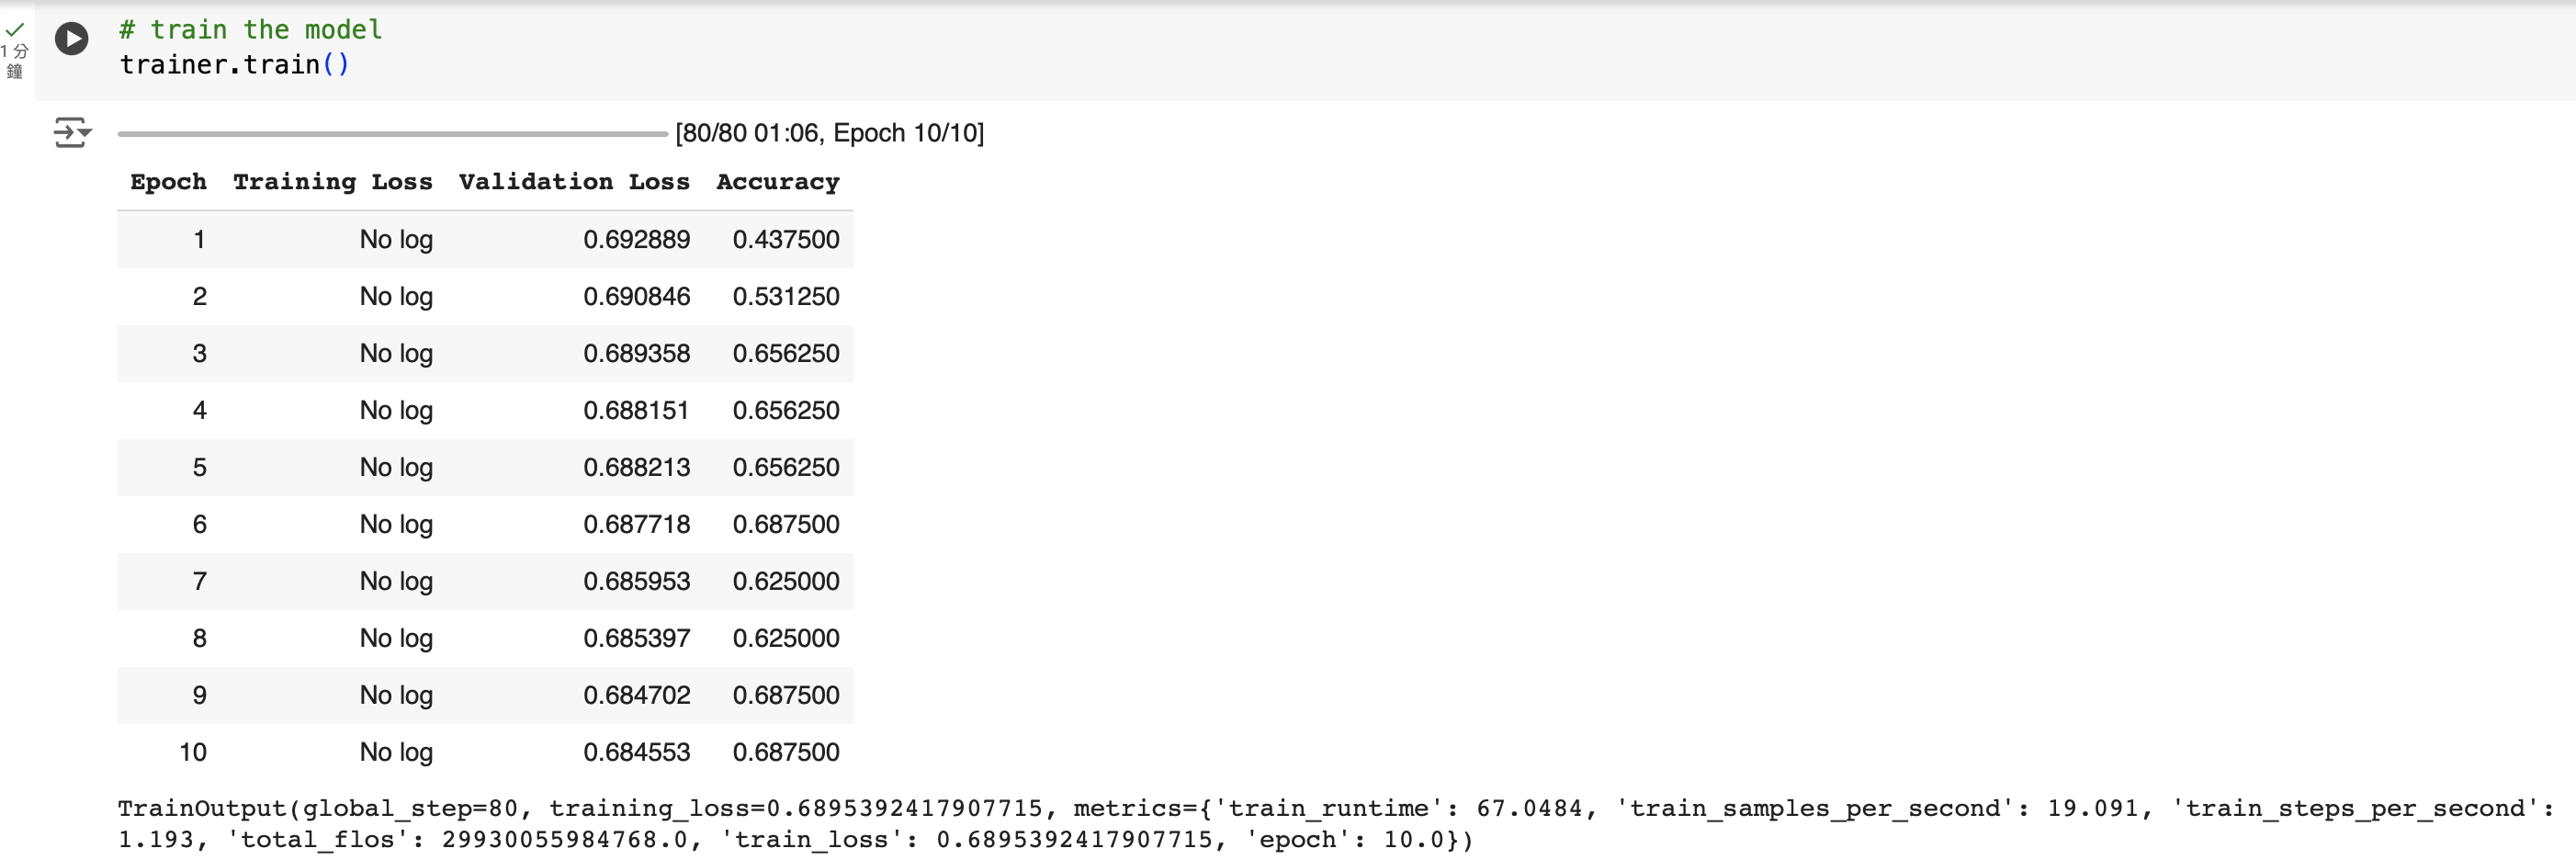 # train the model
1 分
鐘
trainer.train()
[80/80 01:06, Epoch 10/10]
Epoch Training Loss Validation Loss Accuracy
1 No log 0.692889 0.437500
2 No log 0.690846 0.531250
3 No log 0.689358 0.656250
4 No log 0.688151 0.656250
5 No log 0.688213 0.656250
6 No log 0.687718 0.687500
7 No log 0.685953 0.625000
8 No log 0.685397 0.625000
9 No log 0.684702 0.687500
10 No log 0.684553 0.687500
TrainOutput(global_step=80, training_loss=0.6895392417907715, metrics={'train_runtime': 67.0484, 'train_samples_per_second': 19.091, 'train_steps_per_second':
1.193, 'total_flos': 29930055984768.0, 'train_loss': 0.6895392417907715, 'epoch': 10.0})